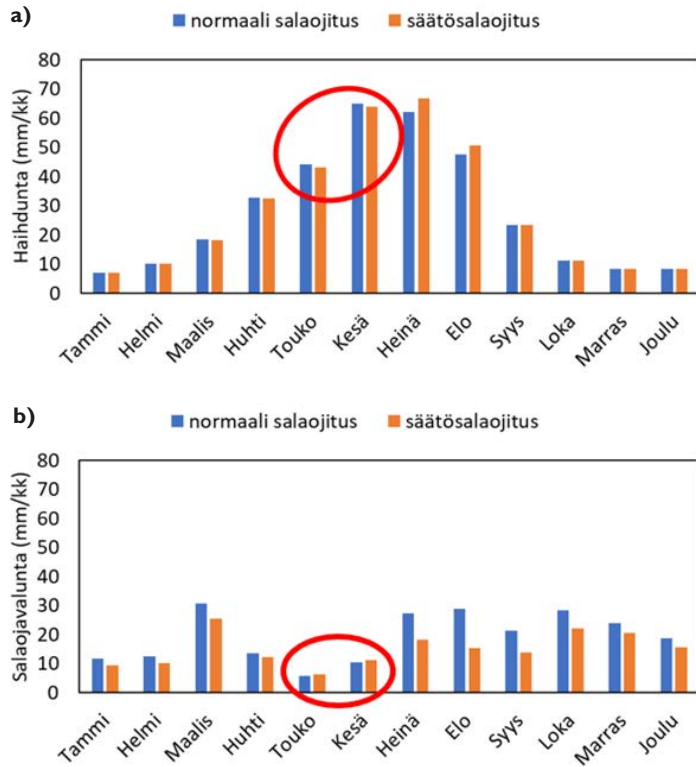 a)
normaali salaojitus säätösalaojitus
Haihdunta (mm/kk)
80
70
60
50
40
30
20
10
0
Tammi Helmi Maalis Huhti Touko Kesä Heinä Elo Syys Loka Marras Joulu
b)
normaali salaojitus säätösalaojitus
Salaojavalunta (mm/kk)
80
70
60
50
40
30
20
10
0
Tammi Helmi Maalis Huhti Touko Kesä Heinä Elo Syys Loka Marras Joulu